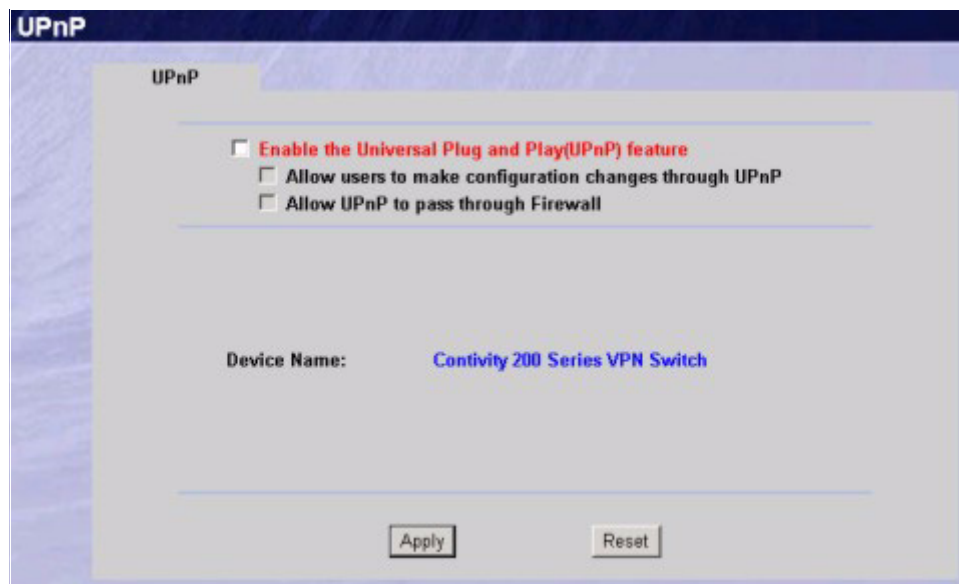 UPnP
UPnP
Enable the Universal Plug and Play(UPnP) feature
Allow users to make configuration changes through UPnP
Allow UPnP to pass through Firewall
Device Name: Contivity 200 Series VPN Switch
Apply Reset